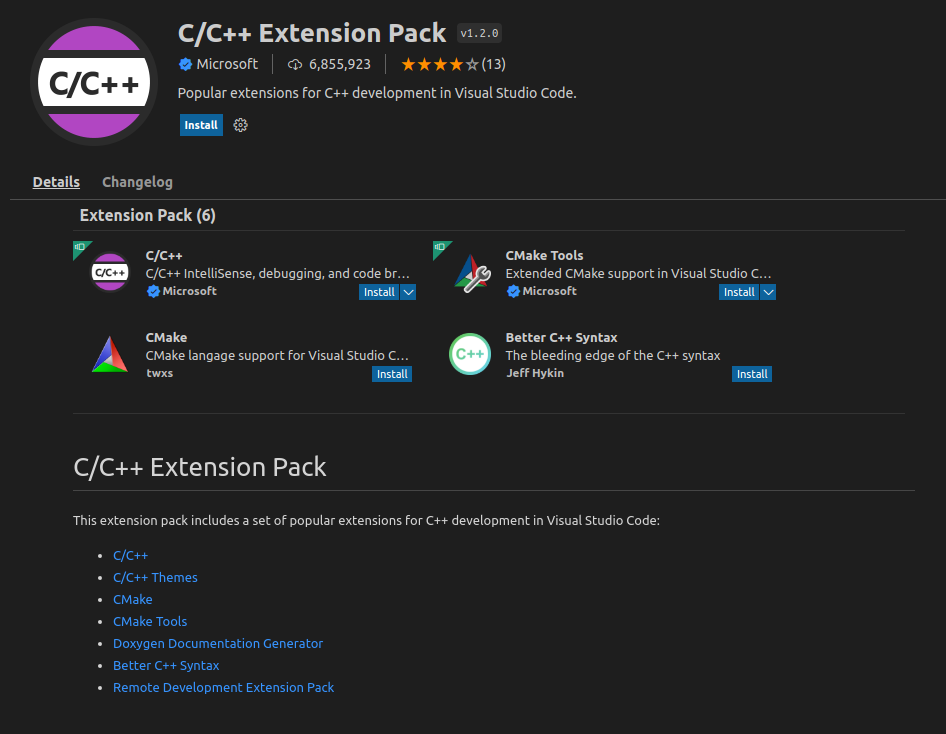 C/C++
C/C++ Extension Pack v1.2.0
Microsoft 6,855,923 (13)
Popular extensions for C++ development in Visual Studio Code.
Install
Details Changelog
Extension Pack (6)
C/C++
C/C++
C/C++ IntelliSense, debugging, and code br...
Microsoft Install
CMake Tools
Extended CMake support in Visual Studio C...
Microsoft Install
CMake
CMake langage support for Visual Studio C...
twxs Install
C++
Better C++ Syntax
The bleeding edge of the C++ syntax
Jeff Hykin Install
C/C++ Extension Pack
This extension pack includes a set of popular extensions for C++ development in Visual Studio Code:
• C/C++
• C/C++ Themes
• CMake
• CMake Tools
• Doxygen Documentation Generator
• Better C++ Syntax
• Remote Development Extension Pack